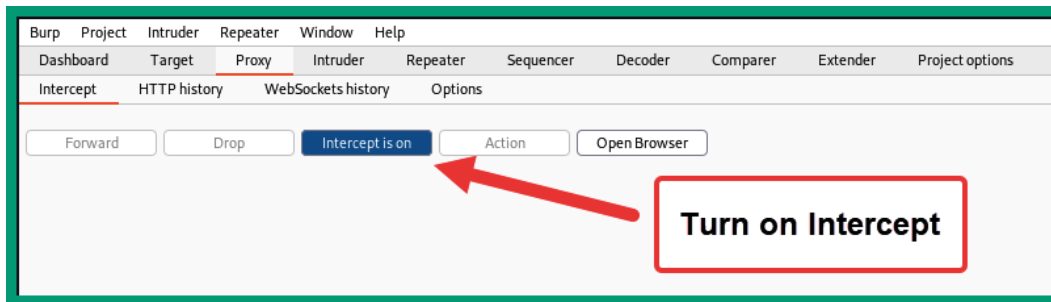 Burp Project Intruder Repeater Window Help
Dashboard Target Proxy Intruder Repeater Sequencer Decoder Comparer Extender Project options
Intercept HTTP history WebSockets history Options
Forward Drop Intercept is on Action Open Browser
Turn on Intercept